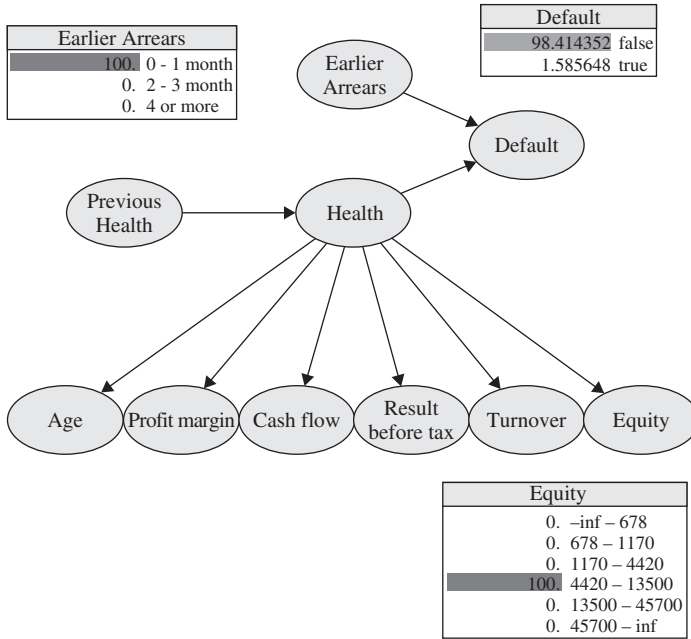 Earlier Arrears
100. 0 - 1 month
0. 2 - 3 month
0. 4 or more
Default
98.414352 false
1.585648 true
Earlier
Arrears
Default
Previous
Health
Health
Age
Profit margin
Cash flow
Result
before tax
Turnover
Equity
Equity
0. –inf – 678
0. 678 – 1170
0. 1170 – 4420
100. 4420 – 13500
0. 13500 – 45700
0. 45700 – inf